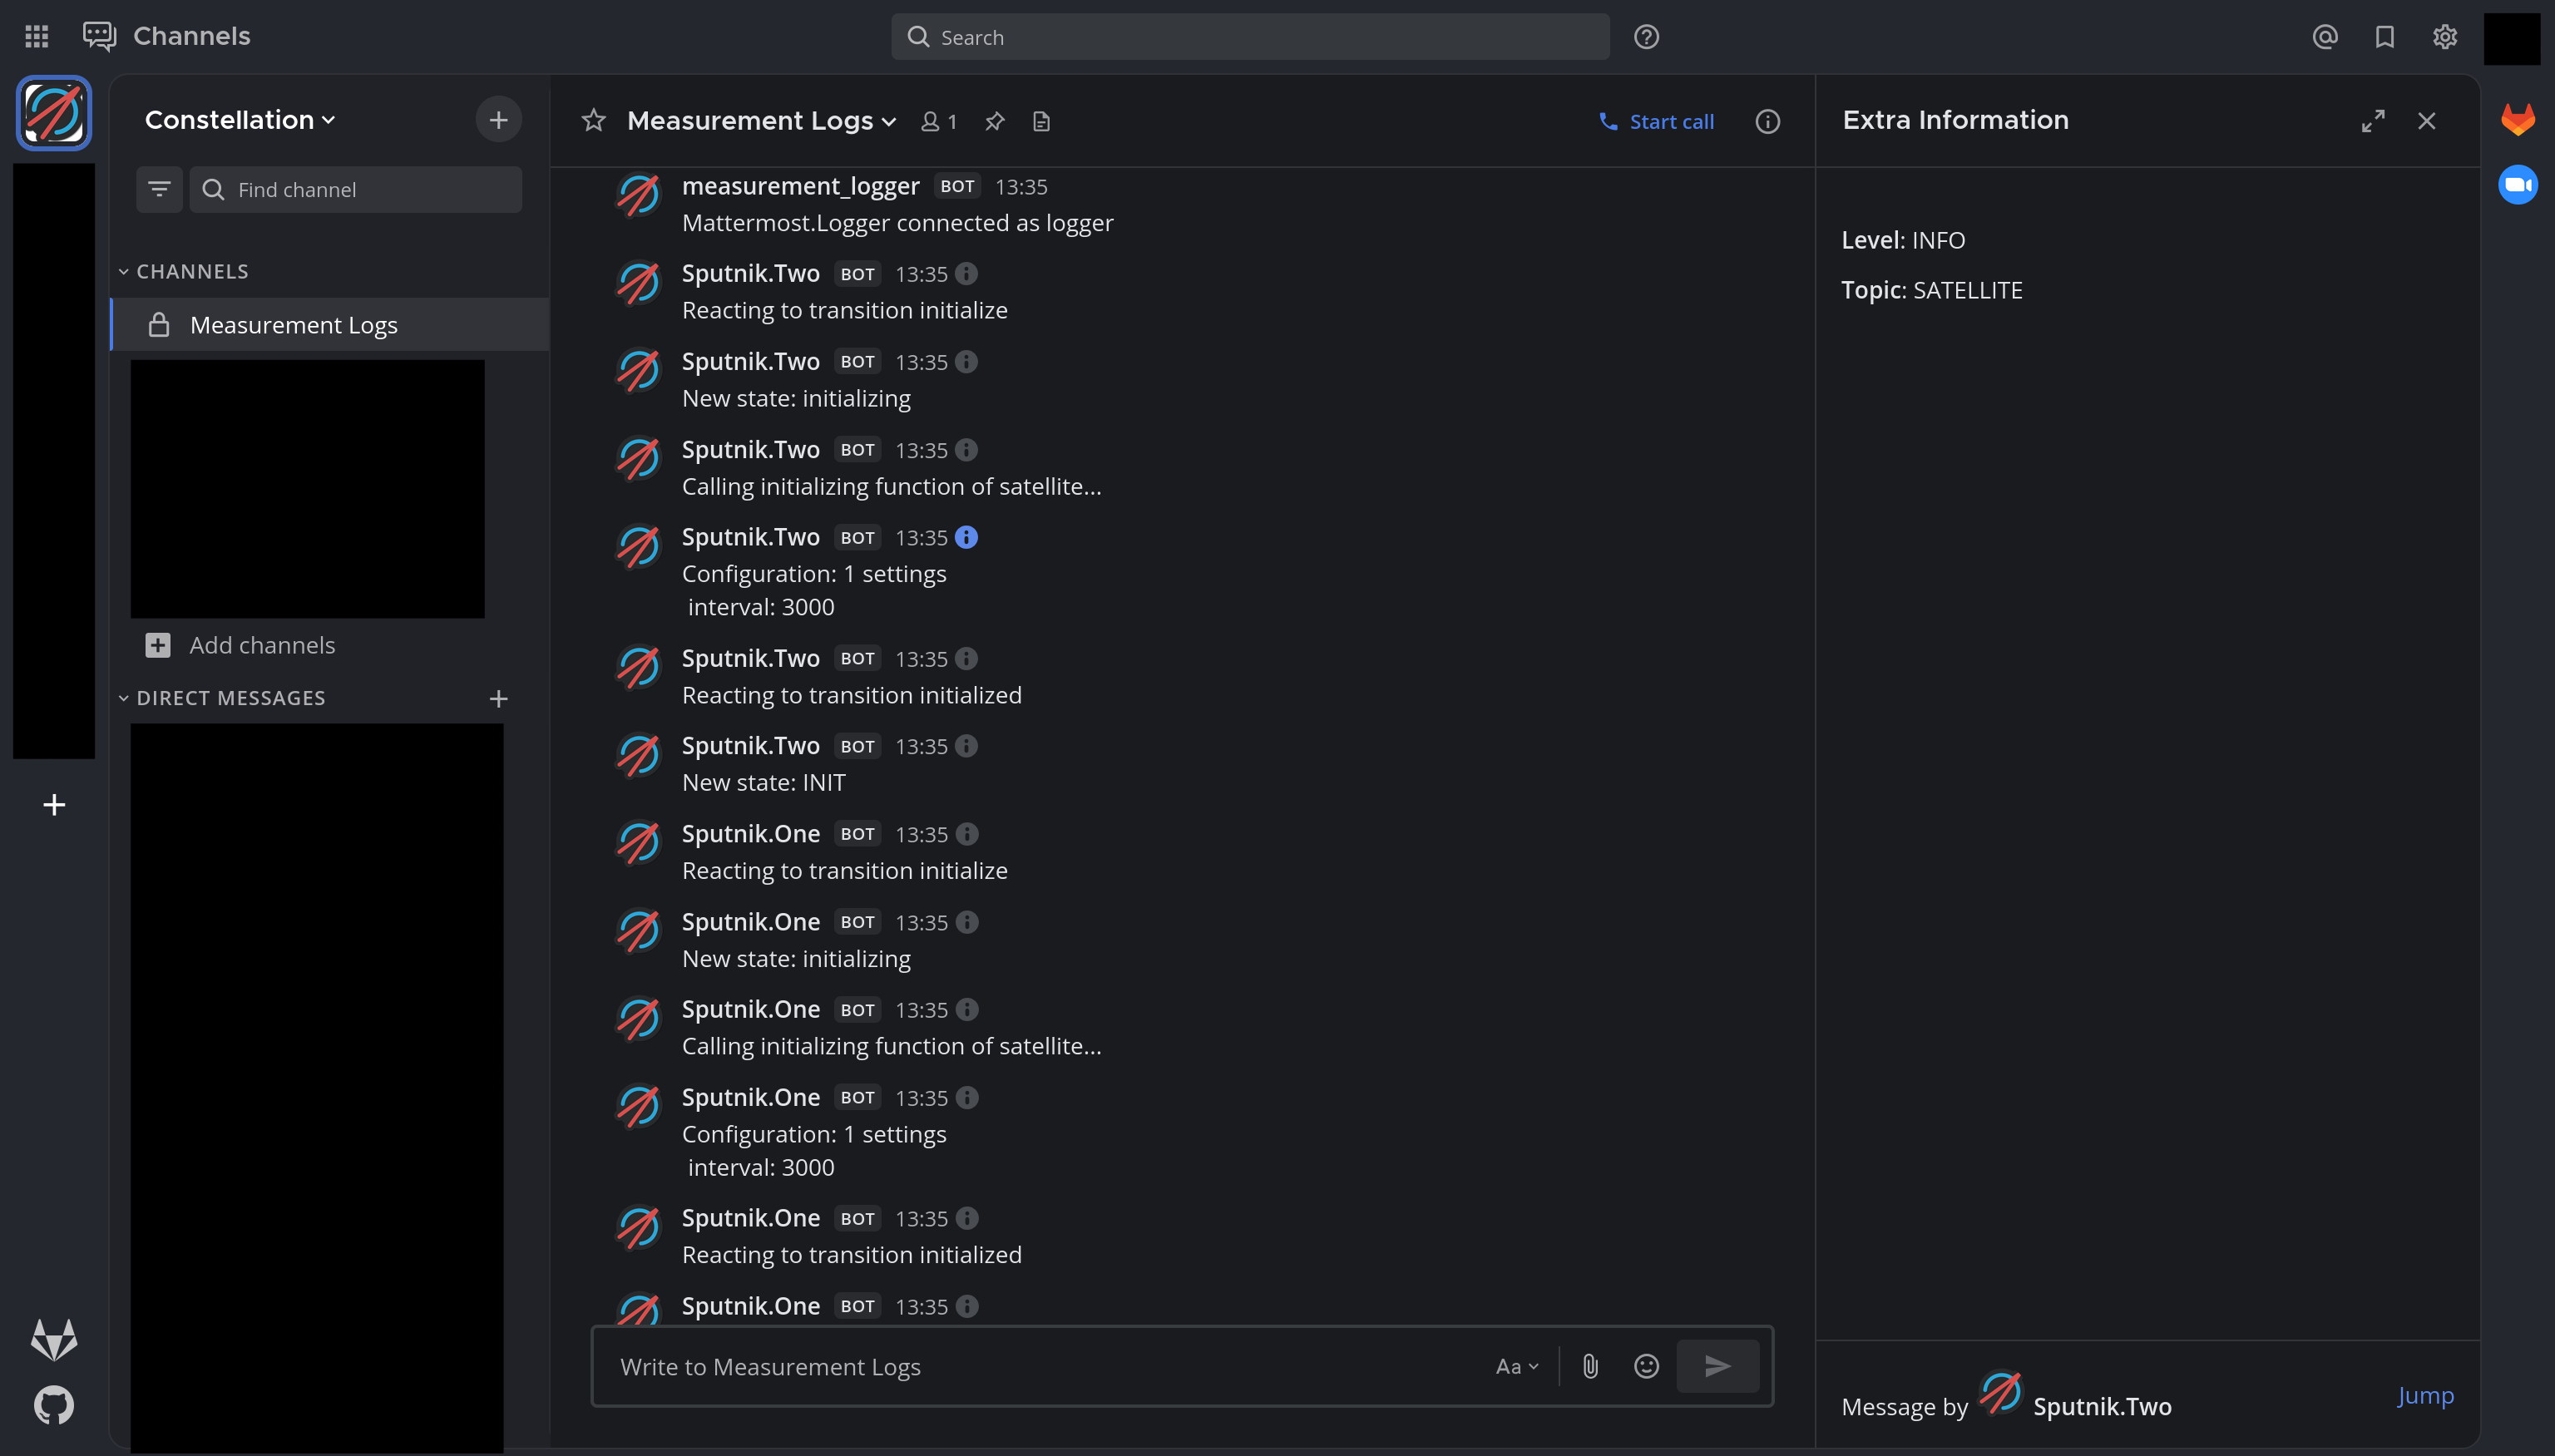 Channels
Search
Constellation
Find channel
CHANNELS
Measurement Logs
Add channels
DIRECT MESSAGES
Measurement Logs 1
Start call
measurement_logger BOT 13:35
Mattermost.Logger connected as logger
Sputnik.Two BOT 13:35
Reacting to transition initialize
Sputnik.Two BOT 13:35
New state: initializing
Sputnik.Two BOT 13:35
Calling initializing function of satellite...
Sputnik.Two BOT 13:35
Configuration: 1 settings
interval: 3000
Sputnik.Two BOT 13:35
Reacting to transition initialized
Sputnik.Two BOT 13:35
New state: INIT
Sputnik.One BOT 13:35
Reacting to transition initialize
Sputnik.One BOT 13:35
New state: initializing
Sputnik.One BOT 13:35
Calling initializing function of satellite...
Sputnik.One BOT 13:35
Configuration: 1 settings
interval: 3000
Sputnik.One BOT 13:35
Reacting to transition initialized
Sputnik.One BOT 13:35
Write to Measurement Logs
Aa
Extra Information
Level: INFO
Topic: SATELLITE
Message by Sputnik.Two
Jump